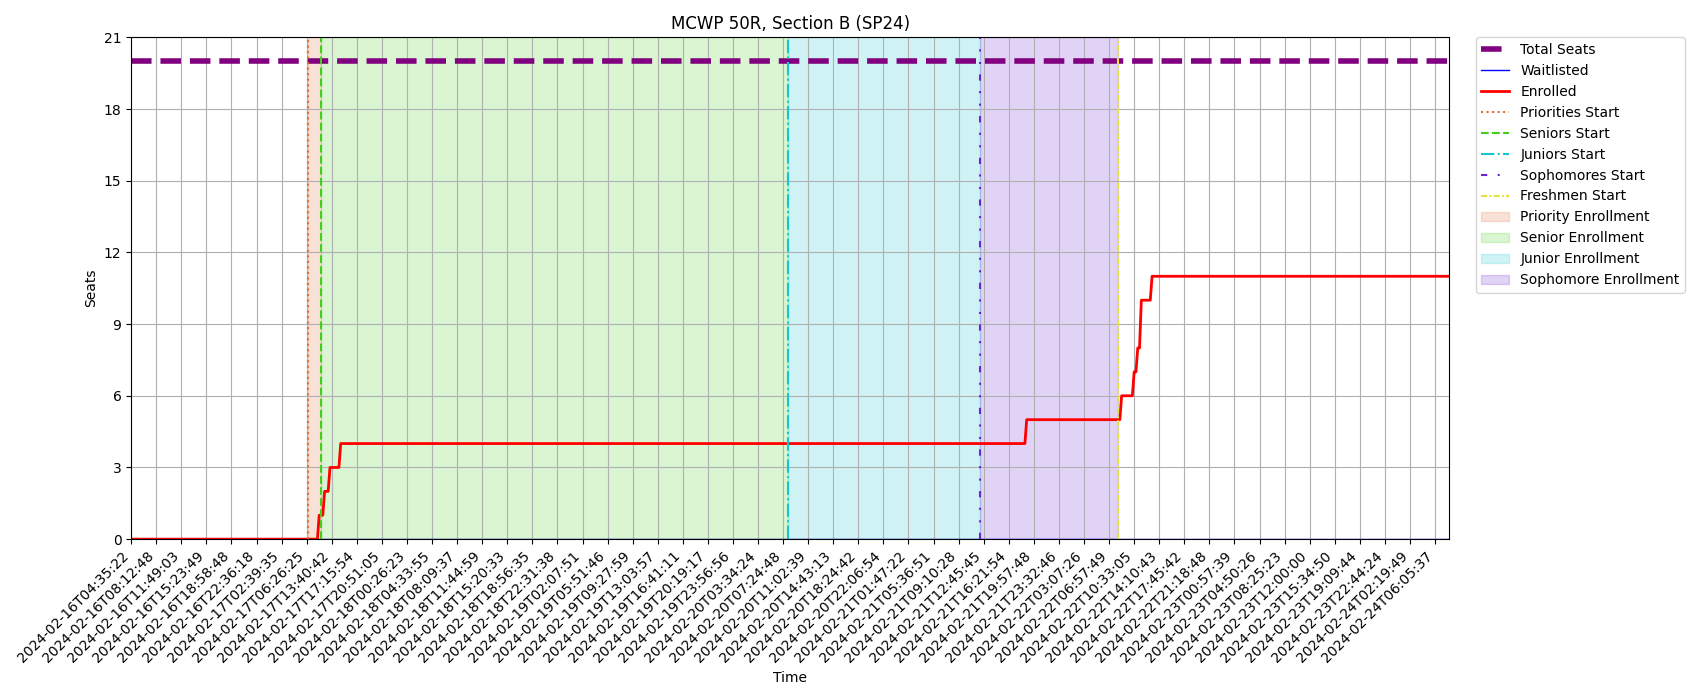 MCWP 50R, Section B (SP24)
21
18
15
12
9
6
3
0
Seats
2024-02-16T04:35:22
2024-02-16T08:12:48
2024-02-16T11:49:03
2024-02-16T15:23:49
2024-02-16T18:58:48
2024-02-16T22:36:18
2024-02-17T02:39:35
2024-02-17T06:26:25
2024-02-17T13:40:42
2024-02-17T17:15:54
2024-02-17T20:51:05
2024-02-18T00:26:23
2024-02-18T04:33:55
2024-02-18T08:09:37
2024-02-18T11:44:59
2024-02-18T15:20:33
2024-02-18T18:56:35
2024-02-18T22:31:38
2024-02-19T02:07:51
2024-02-19T05:51:46
2024-02-19T09:27:59
2024-02-19T13:03:57
2024-02-19T16:41:11
2024-02-19T20:19:17
2024-02-19T23:56:56
2024-02-20T03:34:24
2024-02-20T07:24:48
2024-02-20T11:02:39
2024-02-20T14:43:13
2024-02-20T18:24:42
2024-02-20T22:06:54
2024-02-21T01:47:22
2024-02-21T05:36:51
2024-02-21T09:10:28
2024-02-21T12:45:45
2024-02-21T16:21:54
2024-02-21T19:57:48
2024-02-21T23:32:46
2024-02-22T03:07:26
2024-02-22T06:57:49
2024-02-22T10:33:05
2024-02-22T14:10:43
2024-02-22T17:45:42
2024-02-22T21:18:48
2024-02-23T00:57:39
2024-02-23T04:50:26
2024-02-23T08:25:23
2024-02-23T12:00:00
2024-02-23T15:34:50
2024-02-23T19:09:44
2024-02-23T22:44:24
2024-02-24T02:19:49
2024-02-24T06:05:37
Time
Total Seats
Waitlisted
Enrolled
Priorities Start
Seniors Start
Juniors Start
Sophomores Start
Freshmen Start
Priority Enrollment
Senior Enrollment
Junior Enrollment
Sophomore Enrollment